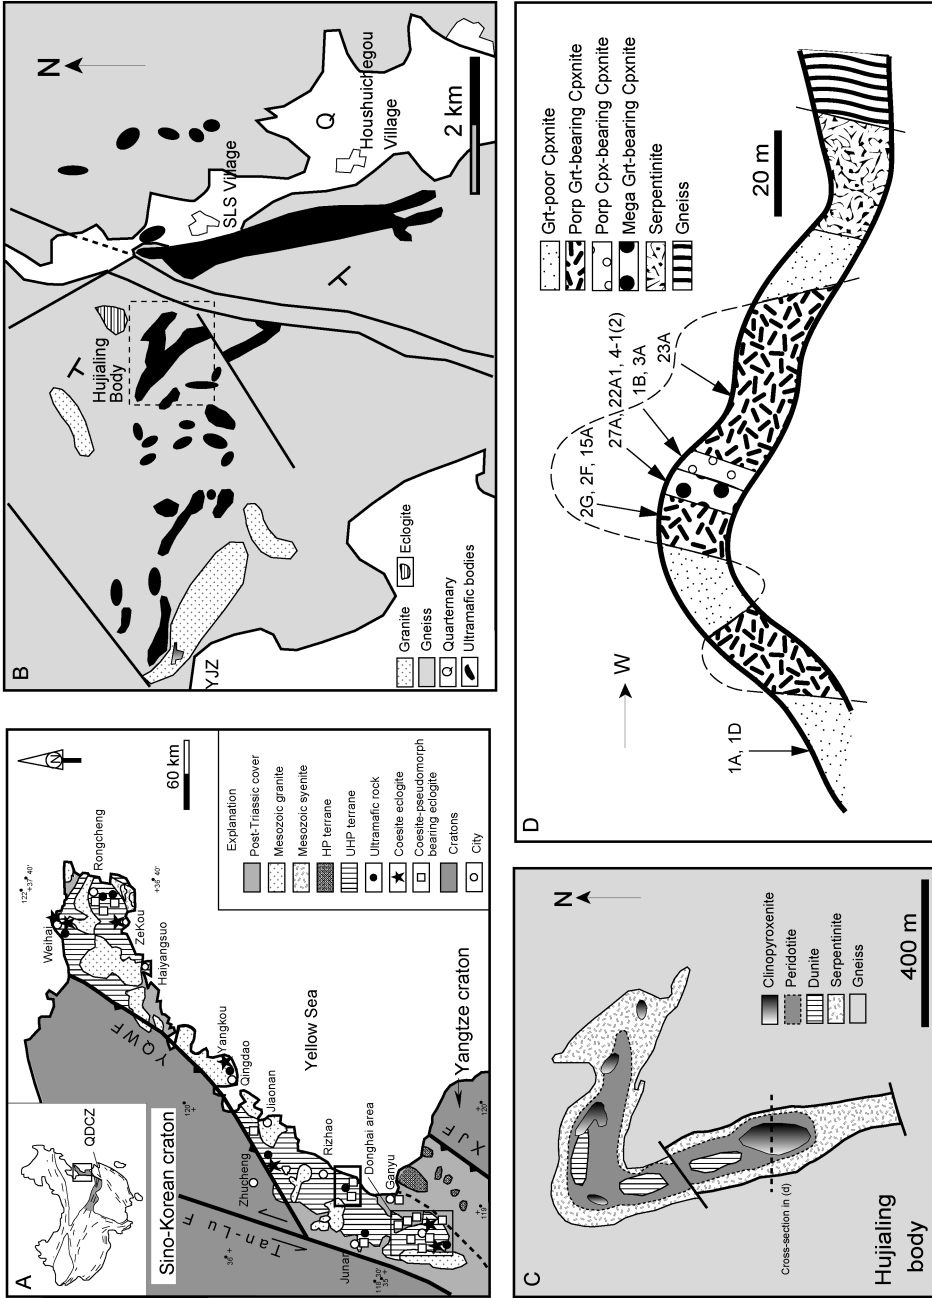 A
QDCZ
Sino-Korean craton
Tan-Lu F
YQWF
XJF
Yangtze craton
Yellow Sea
Weihai
Rongcheng
ZeKou
Haiyangsuo
Yangkou
Qingdao
Jiaonan
Zhucheng
Rizhao
Donghai area
Ganyu
Junan
N
60 km
Explanation
Post-Triassic cover
Mesozoic granite
Mesozoic syenite
HP terrane
UHP terrane
Ultramafic rock
Coesite eclogite
Coesite-pseudomorph
bearing eclogite
Cratons
City
B
N
Hujialing
Body
SLS Village
Q
Houshuichegou
Village
2 km
YJZ
Granite
Gneiss
Q
Quarternary
Ultramafic bodies
Eclogite
C
N
Clinopyroxenite
Peridotite
Dunite
Serpentinite
Gneiss
400 m
Cross-section in (d)
Hujialing
body
D
W
1A, 1D
2G, 2F, 15A
27A, 22A1, 4-1(2)
1B, 3A
23A
20 m
Grt-poor Cpxnite
Porp Grt-bearing Cpxnite
Porp Cpx-bearing Cpxnite
Mega Grt-bearing Cpxnite
Serpentinite
Gneiss